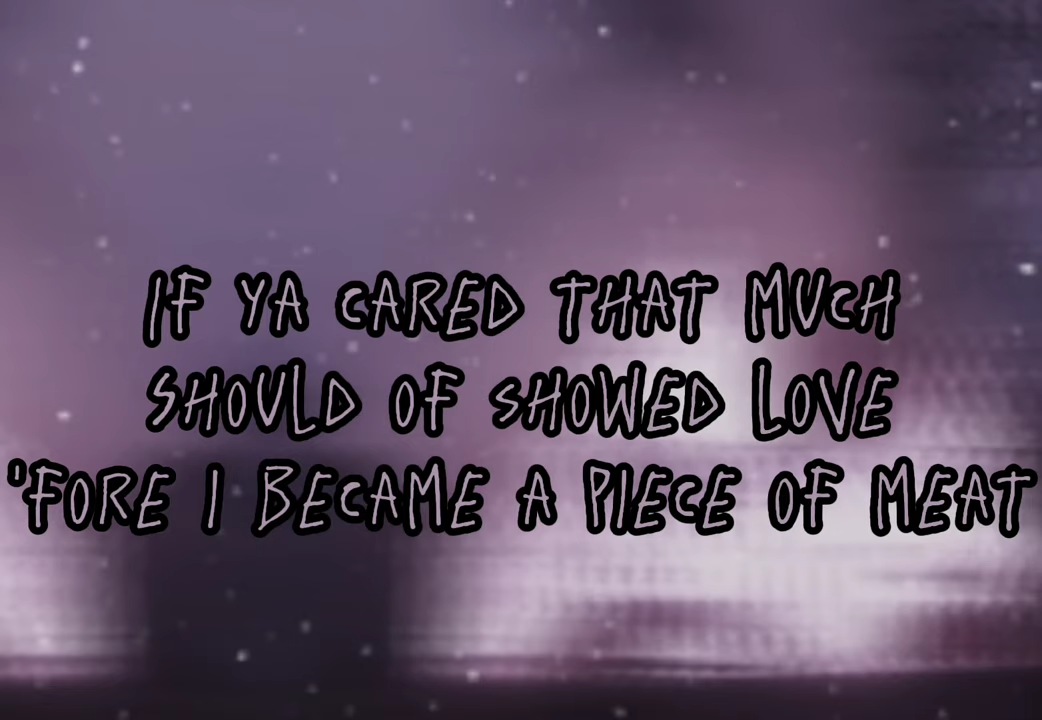 IF YA CARED THAT MUCH
SHOULD OF SHOWED LOVE
'FORE I BECAME A PIECE OF MEAT